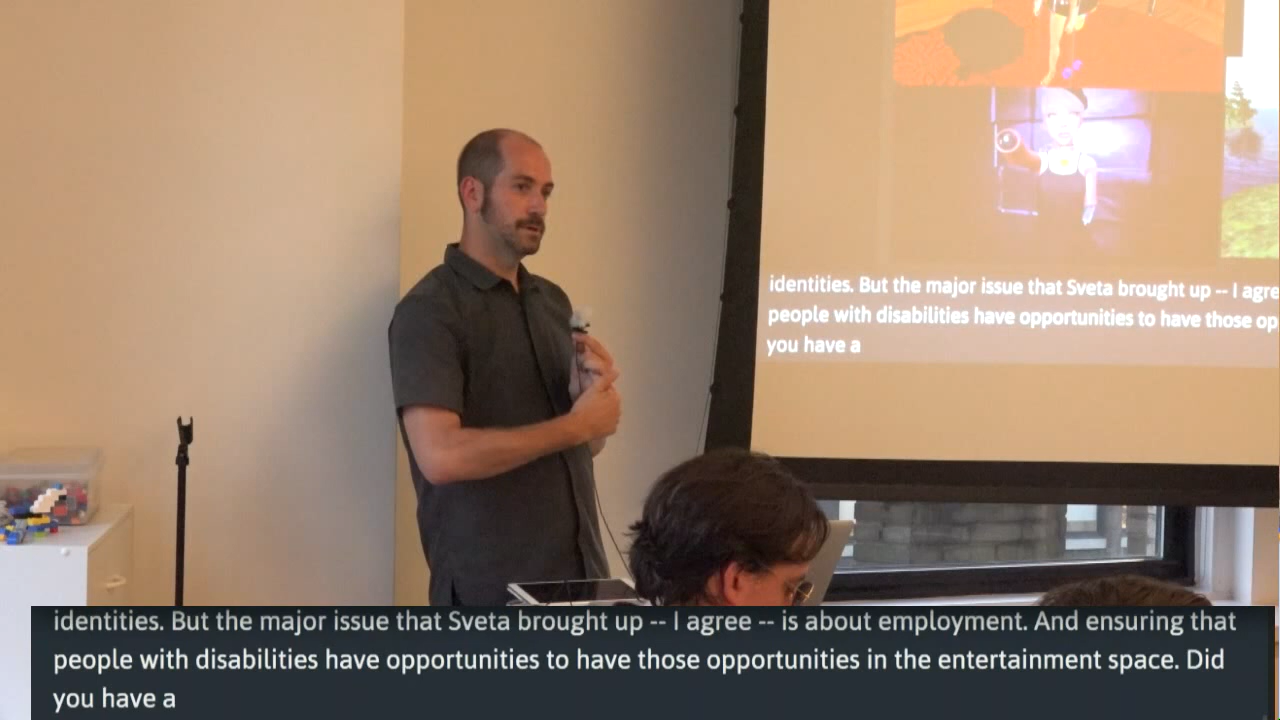 identities. But the major issue that Sveta brought up -- I agre
people with disabilities have opportunities to have those op
you have a
identities. But the major issue that Sveta brought up -- I agree -- is about employment. And ensuring that
people with disabilities have opportunities to have those opportunities in the entertainment space. Did
you have a